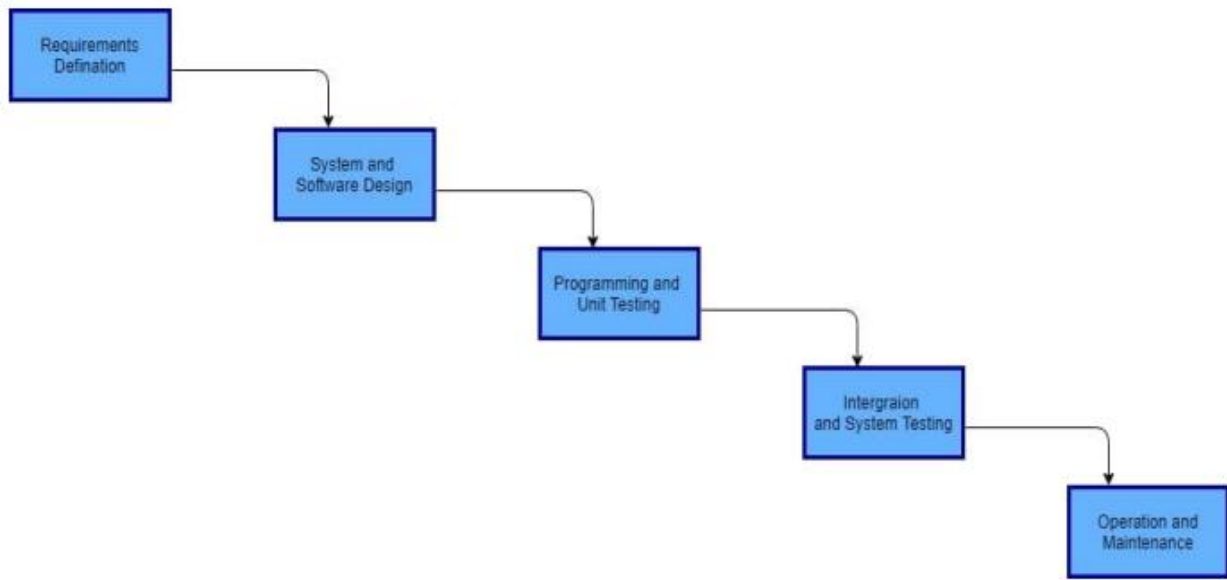 Requirements
Defination
System and
Software Design
Programming and
Unit Testing
Intergraion
and System Testing
Operation and
Maintenance